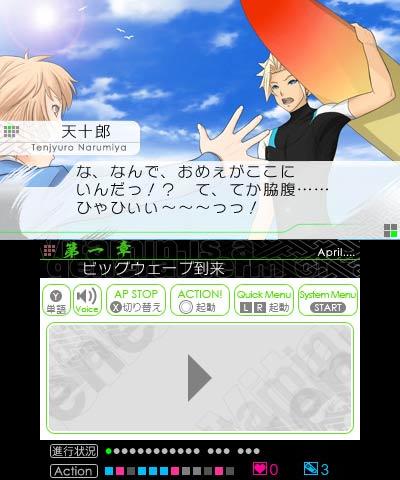 天十郎
Tenjyuro Narumiya
な、なんで、おめぇがここに
いんだっ！？　て、てか脇腹……
ひゃひぃい～～～っっ！
第一章
April....
ビッグウェーブ到来
Y
単語
Voice
AP STOP
X切り替え
ACTION!
起動
Quick Menu
L R 起動
System Menu
START
進行状況
Action
0
3